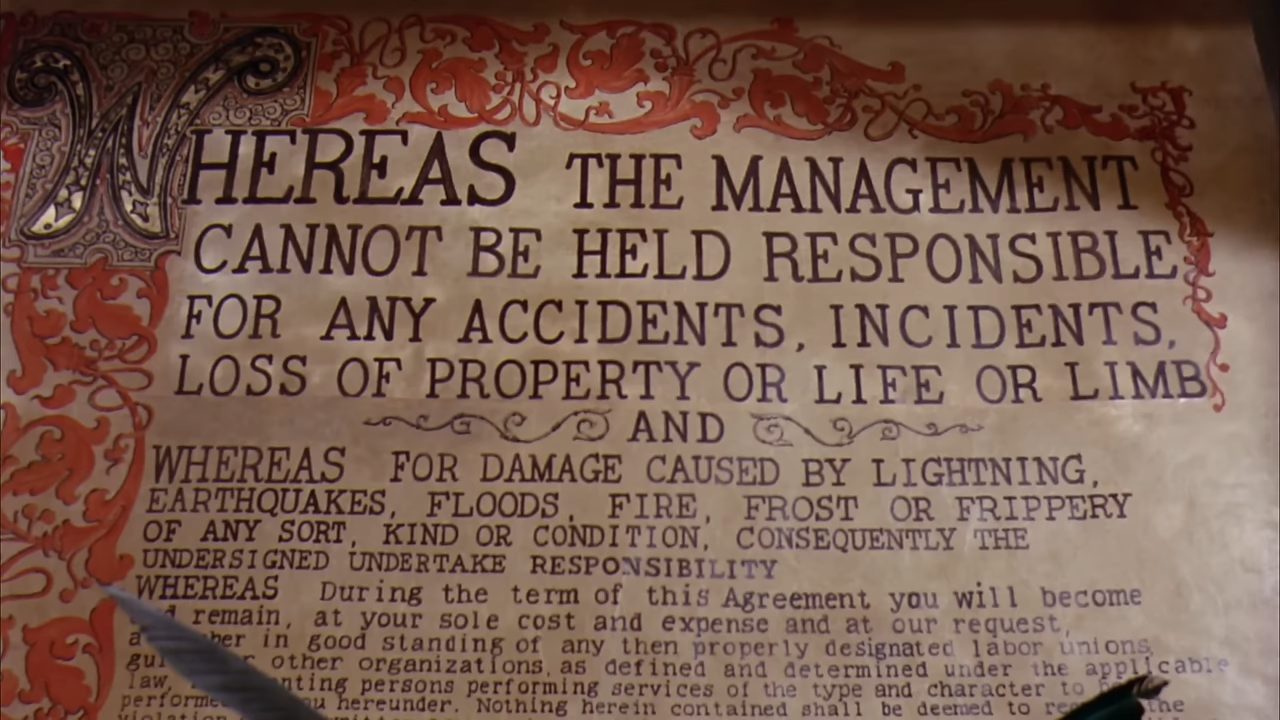 WHEREAS THE MANAGEMENT
CANNOT BE HELD RESPONSIBLE
FOR ANY ACCIDENTS, INCIDENTS,
LOSS OF PROPERTY OR LIFE OR LIMB
AND
WHEREAS FOR DAMAGE CAUSED BY LIGHTNING,
EARTHQUAKES, FLOODS, FIRE, FROST OR FRIPPERY
OF ANY SORT, KIND OR CONDITION, CONSEQUENTLY THE
UNDERSIGNED UNDERTAKE RESPONSIBILITY
WHEREAS During the term of this Agreement you will become
remain, at your sole cost and expense and at our request,
in good standing of any then properly designated labor unions,
other organizations, as defined and determined under the applicable
law, persons performing services of the type and character to
hereunder. Nothing herein contained shall be deemed to the